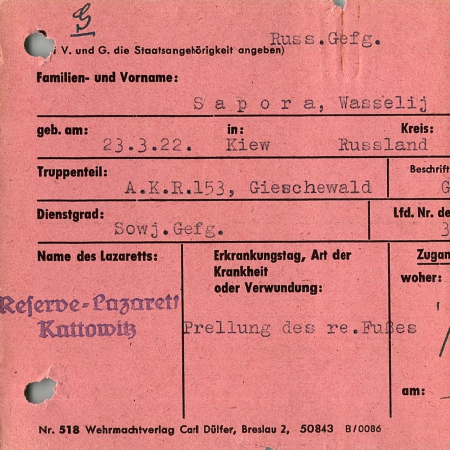 G
Russ.Gefg.
i V. und G. die Staatsangehörigkeit angeben)
Familien- und Vorname:
Sapora, Wasselij
geb. am: in: Kreis:
23.3.22. Kiew Russland
Truppenteil: Beschrift
A.K.R.153, Gieschewald G
Dienstgrad: Lfd. Nr. de
Sowj.Gefg. 3
Name des Lazaretts: Erkrankungstag, Art der Krankheit oder Verwundung: Zugan
woher:
Reserve-Lazarett
Kattowitz
Prellung des re.Fußes
am:
Nr. 518 Wehrmachtverlag Carl Dülfer, Breslau 2, 50843 B/0086